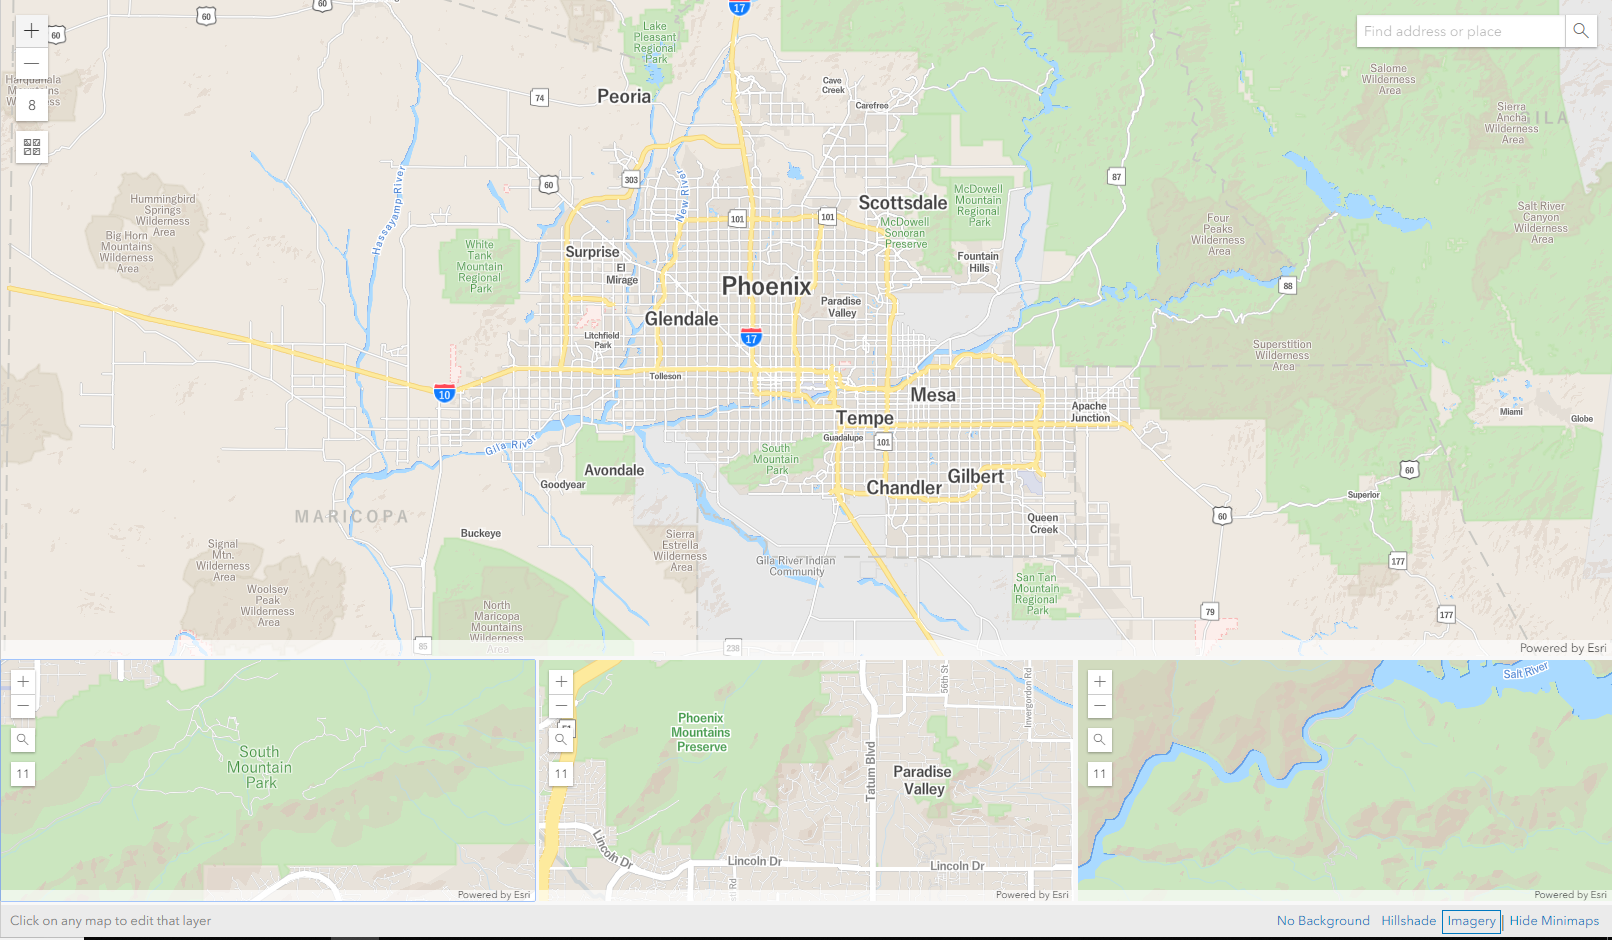 17
60
60
60
Find address or place
8
Harquahala
Mountains
Wilderness
Area
Lake
Pleasant
Regional
Park
Peoria
74
Cave
Creek
Carefree
Salome
Wilderness
Area
Sierra
Ancha
Wilderness
Area
GILA
Hassayampa River
60
303
New River
87
Hummingbird
Springs
Wilderness
Area
Big Horn
Mountains
Wilderness
Area
White
Tank
Mountain
Regional
Park
Surprise
El
Mirage
101
101
Scottsdale
McDowell
Mountain
Regional
Park
McDowell
Sonoran
Preserve
Fountain
Hills
Four
Peaks
Wilderness
Area
Salt River
Canyon
Wilderness
Area
88
Phoenix
Paradise
Valley
Glendale
17
Litchfield
Park
Tolleson
Superstition
Wilderness
Area
10
Mesa
Tempe
Guadalupe
101
Apache
Junction
Miami
Globe
Gila River
Avondale
Goodyear
South
Mountain
Park
Chandler
Gilbert
60
Superior
60
MARICOPA
Buckeye
Queen
Creek
Signal
Mtn.
Wilderness
Area
Sierra
Estrella
Wilderness
Area
Gila River Indian
Community
177
Woolsey
Peak
Wilderness
Area
North
Maricopa
Mountains
Wilderness
Area
San Tan
Mountain
Regional
Park
79
177
85
238
Powered by Esri
11
South
Mountain
Park
Powered by Esri
11
51
Phoenix
Mountains
Preserve
56th St
Invergordon Rd
Tatum Blvd
Paradise
Valley
Lincoln Dr
Lincoln Dr
Lincoln Dr
Rd
Powered by Esri
11
Salt River
Powered by Esri
Click on any map to edit that layer
No Background Hillshade Imagery | Hide Minimaps